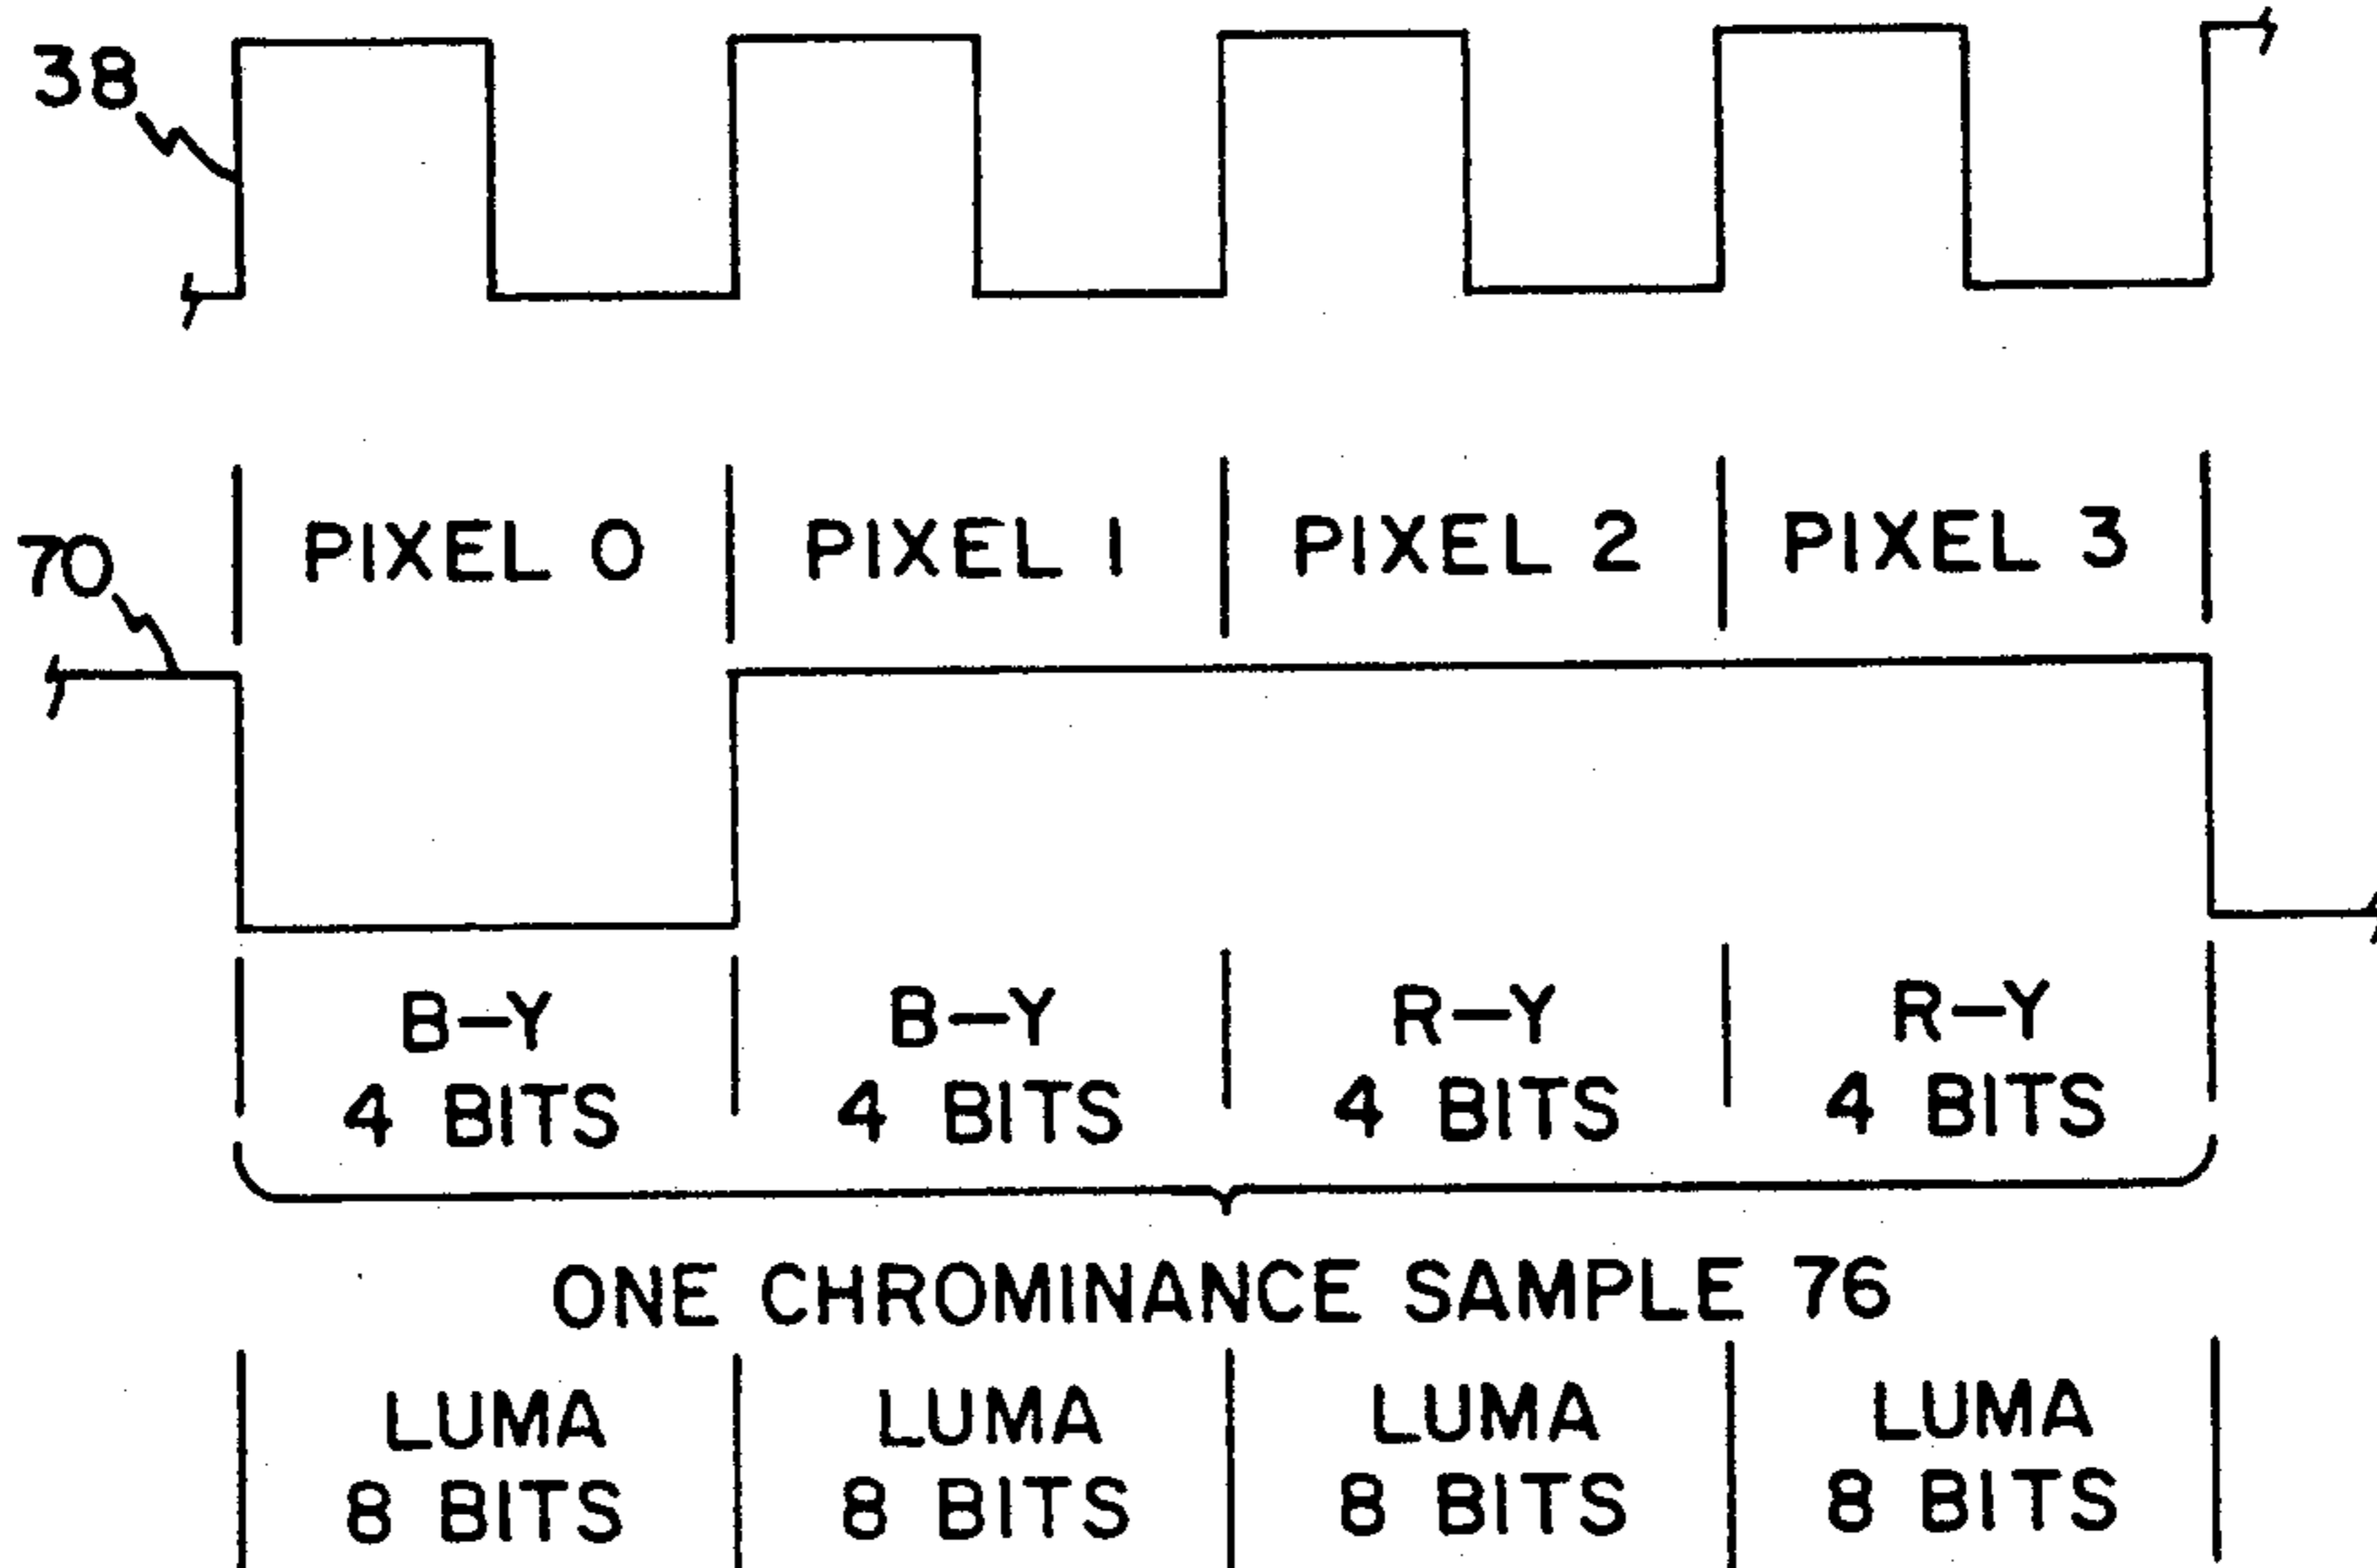 38
PIXEL 0 PIXEL 1 PIXEL 2 PIXEL 3
70
B-Y B-Y R-Y R-Y
4 BITS 4 BITS 4 BITS 4 BITS
ONE CHROMINANCE SAMPLE 76
LUMA LUMA LUMA LUMA
8 BITS 8 BITS 8 BITS 8 BITS